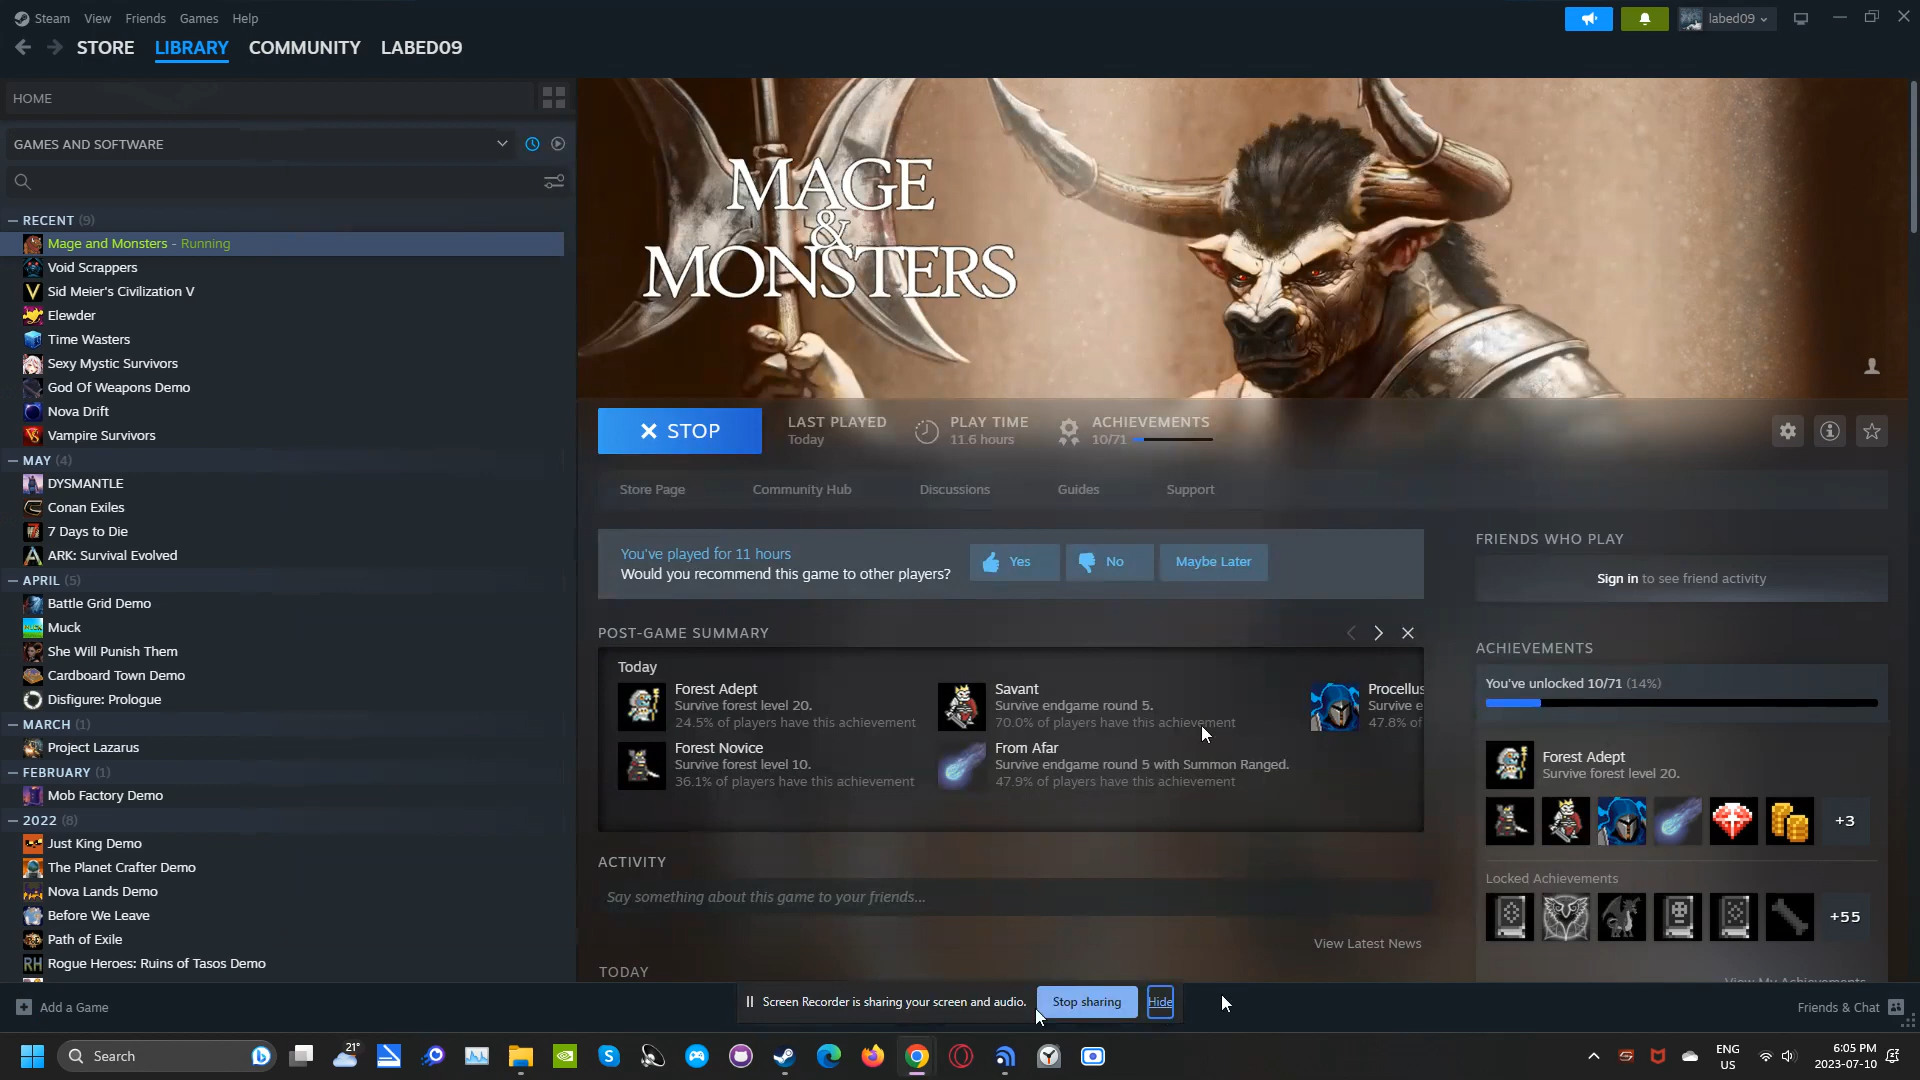 Steam View Friends Games Help
labed09
STORE LIBRARY COMMUNITY LABED09
HOME
GAMES AND SOFTWARE
— RECENT (9)
Mage and Monsters - Running
Void Scrappers
Sid Meier's Civilization V
Elewder
Time Wasters
Sexy Mystic Survivors
God Of Weapons Demo
Nova Drift
Vampire Survivors
— MAY (4)
DYSMANTLE
Conan Exiles
7 Days to Die
ARK: Survival Evolved
— APRIL (5)
Battle Grid Demo
Muck
She Will Punish Them
Cardboard Town Demo
Disfigure: Prologue
— MARCH (1)
Project Lazarus
— FEBRUARY (1)
Mob Factory Demo
— 2022 (8)
Just King Demo
The Planet Crafter Demo
Nova Lands Demo
Before We Leave
Path of Exile
RH Rogue Heroes: Ruins of Tasos Demo
Add a Game
MAGE
&
MONSTERS
STOP
LAST PLAYED
Today
PLAY TIME
11.6 hours
ACHIEVEMENTS
10/71
Store Page Community Hub Discussions Guides Support
You've played for 11 hours
Would you recommend this game to other players?
Yes No Maybe Later
POST-GAME SUMMARY
Today
Forest Adept
Survive forest level 20.
24.5% of players have this achievement
Forest Novice
Survive forest level 10.
36.1% of players have this achievement
Savant
Survive endgame round 5.
70.0% of players have this achievement
From Afar
Survive endgame round 5 with Summon Ranged.
47.9% of players have this achievement
Procellus
Survive e
47.8% of
ACTIVITY
Say something about this game to your friends...
View Latest News
TODAY
FRIENDS WHO PLAY
Sign in to see friend activity
ACHIEVEMENTS
You've unlocked 10/71 (14%)
Forest Adept
Survive forest level 20.
+3
Locked Achievements
+55
View My Achievements
Screen Recorder is sharing your screen and audio. Stop sharing Hide
Friends & Chat
Search
21°
ENG
US
6:05 PM
2023-07-10